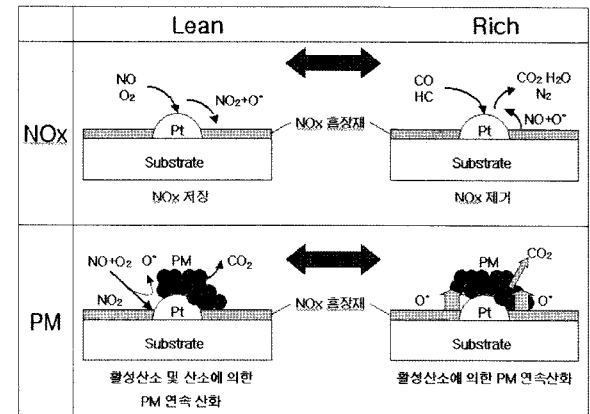 Lean
Rich
NOx
NO
O₂
NO₂+O*
Pt
Substrate
NOx 저장
NOx 흡장재
CO
HC
CO₂ H₂O
N₂
NO+O*
Pt
Substrate
NOx 제거
PM
NO+O₂
O*
PM
CO₂
NO₂
Pt
Substrate
활성산소 및 산소에 의한
PM 연속 산화
NOx 흡장재
PM
CO₂
O*
O*
Pt
Substrate
활성산소에 의한 PM 연속산화